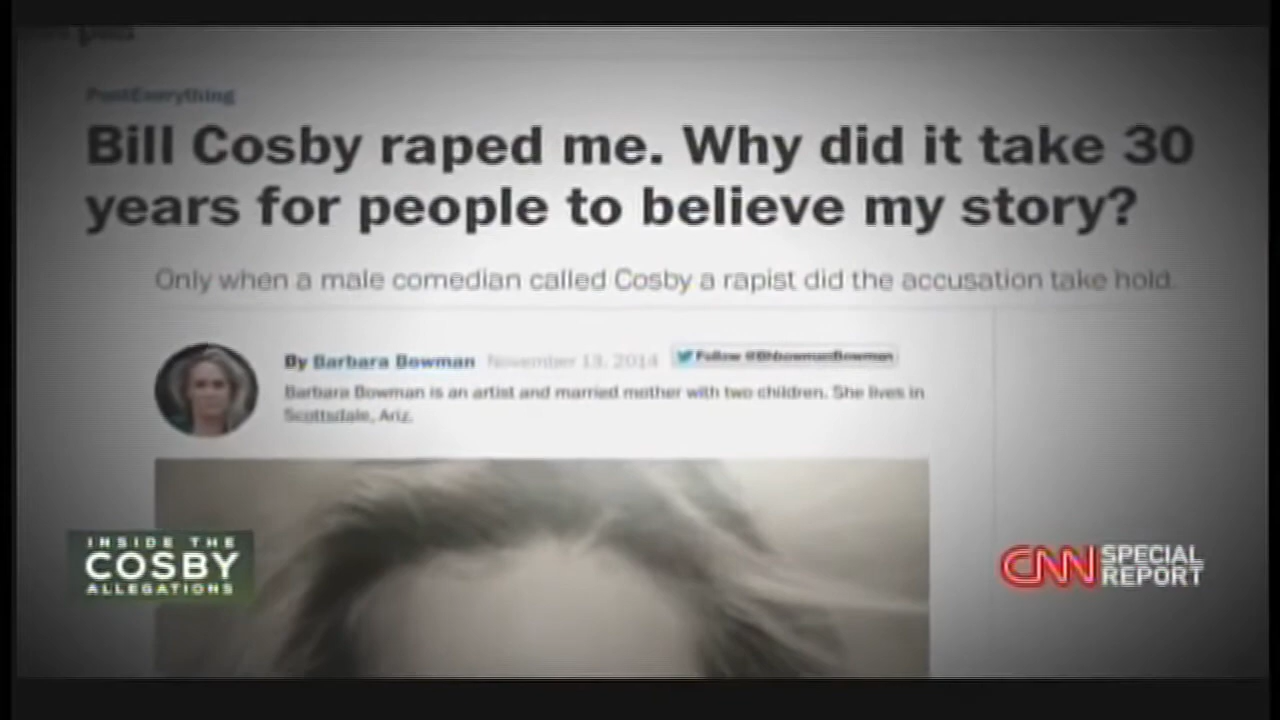 PostEverything
Bill Cosby raped me. Why did it take 30
years for people to believe my story?
Only when a male comedian called Cosby a rapist did the accusation take hold.
By Barbara Bowman November 13, 2014 Follow @BhbowmanBowman
Barbara Bowman is an artist and married mother with two children. She lives in
Scottsdale, Ariz.
INSIDE THE
COSBY
ALLEGATIONS
CNN SPECIAL
REPORT